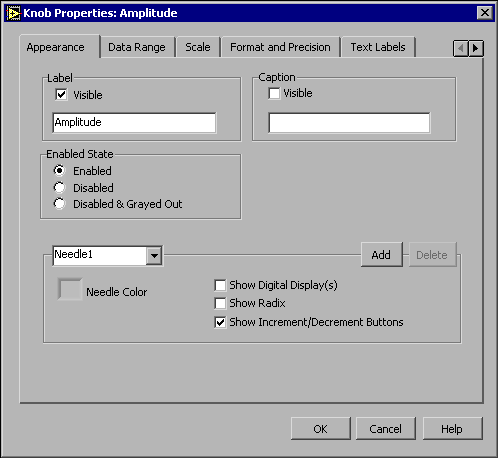 Knob Properties: Amplitude
Appearance Data Range Scale Format and Precision Text Labels
Label
Visible
Amplitude
Caption
Visible
Enabled State
Enabled
Disabled
Disabled & Grayed Out
Needle1
Add Delete
Needle Color
Show Digital Display(s)
Show Radix
Show Increment/Decrement Buttons
OK Cancel Help